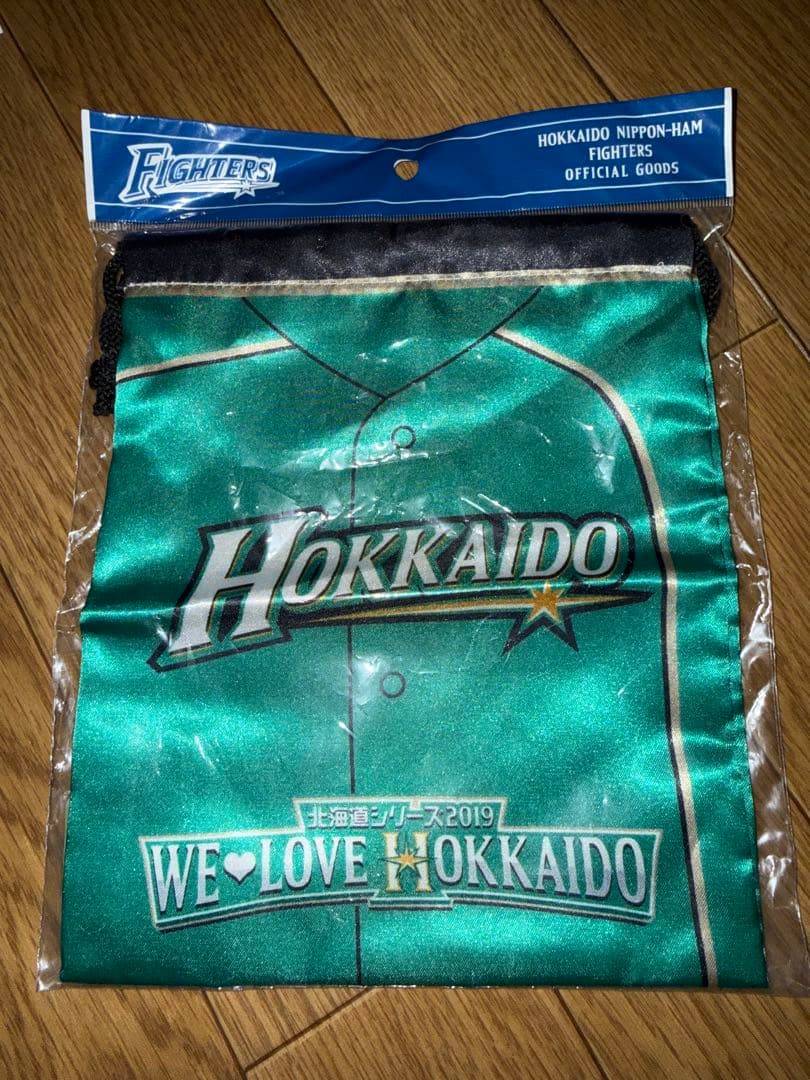 FIGHTERS
HOKKAIDO NIPPON-HAM
FIGHTERS
OFFICIAL GOODS
HOKKAIDO
北海道シリーズ2019
WE♥LOVE HOKKAIDO